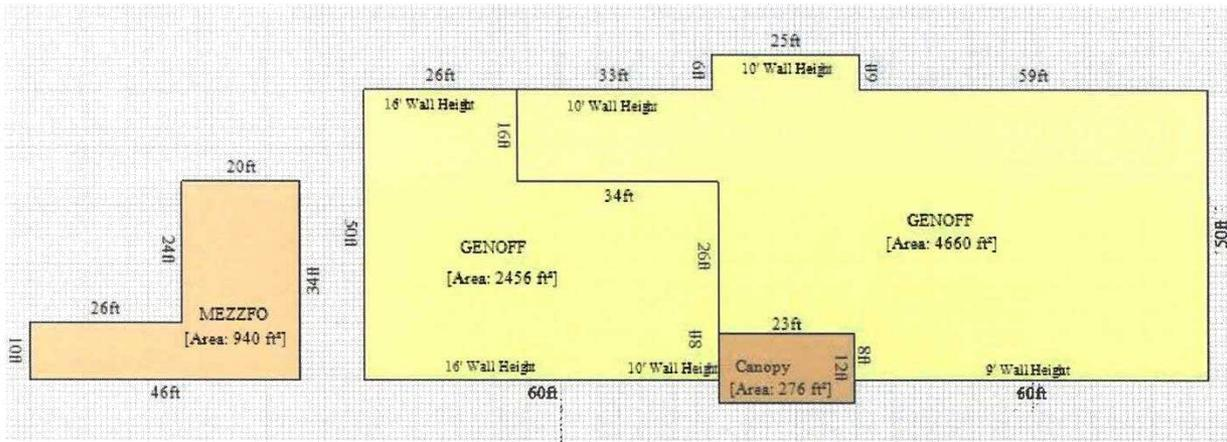 25ft
26ft
33ft
6ft
10' Wall Height
6ft
59ft
16' Wall Height
10' Wall Height
16ft
20ft
34ft
50ft
GENOFF
[Area: 4660 ft²]
50ft
24ft
GENOFF
[Area: 2456 ft²]
26ft
34ft
26ft
MEZZFO
[Area: 940 ft²]
23ft
8ft
8ft
10ft
16' Wall Height
10' Wall Height
Canopy
12ft
9' Wall Height
[Area: 276 ft²]
46ft
60ft
60ft